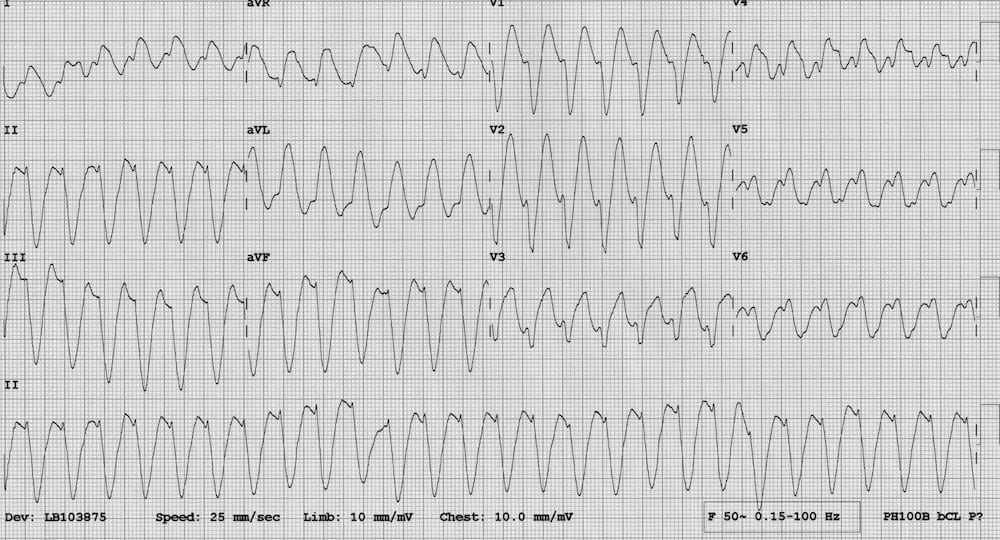 I aVR V1 V4
II aVL V2 V5
III aVF V3 V6
II
Dev: LB103875 Speed: 25 mm/sec Limb: 10 mm/mV Chest: 10.0 mm/mV F 50~ 0.15-100 Hz PH100B bCL P?